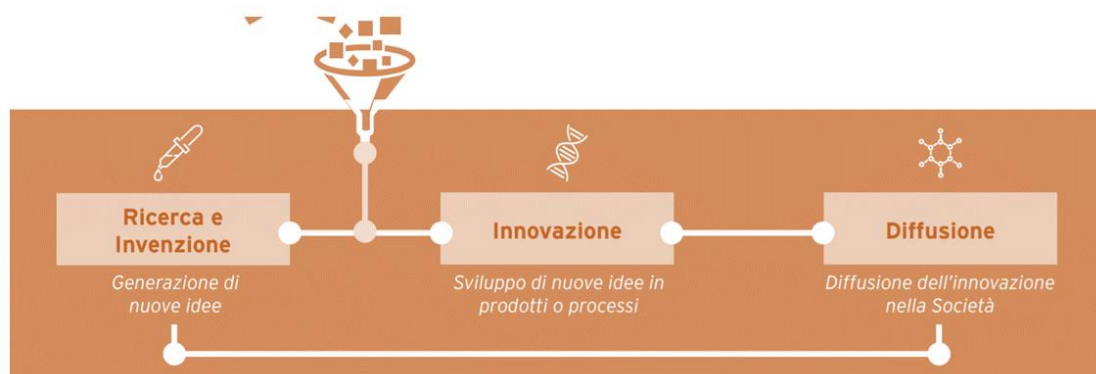 Ricerca e
Invenzione
Generazione di
nuove idee
Innovazione
Sviluppo di nuove idee in
prodotti o processi
Diffusione
Diffusione dell'innovazione
nella Società